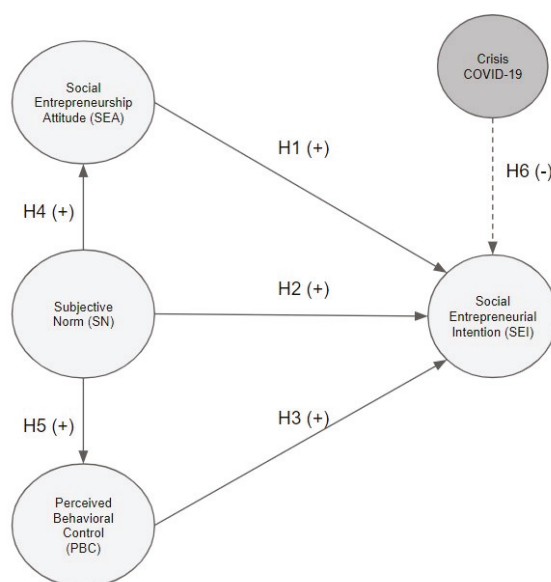 Crisis
COVID-19
Social
Entrepreneurship
Attitude (SEA)
H1 (+)
H6 (-)
H4 (+)
H2 (+)
Subjective
Norm (SN)
Social
Entrepreneurial
Intention (SEI)
H5 (+)
H3 (+)
Perceived
Behavioral
Control
(PBC)